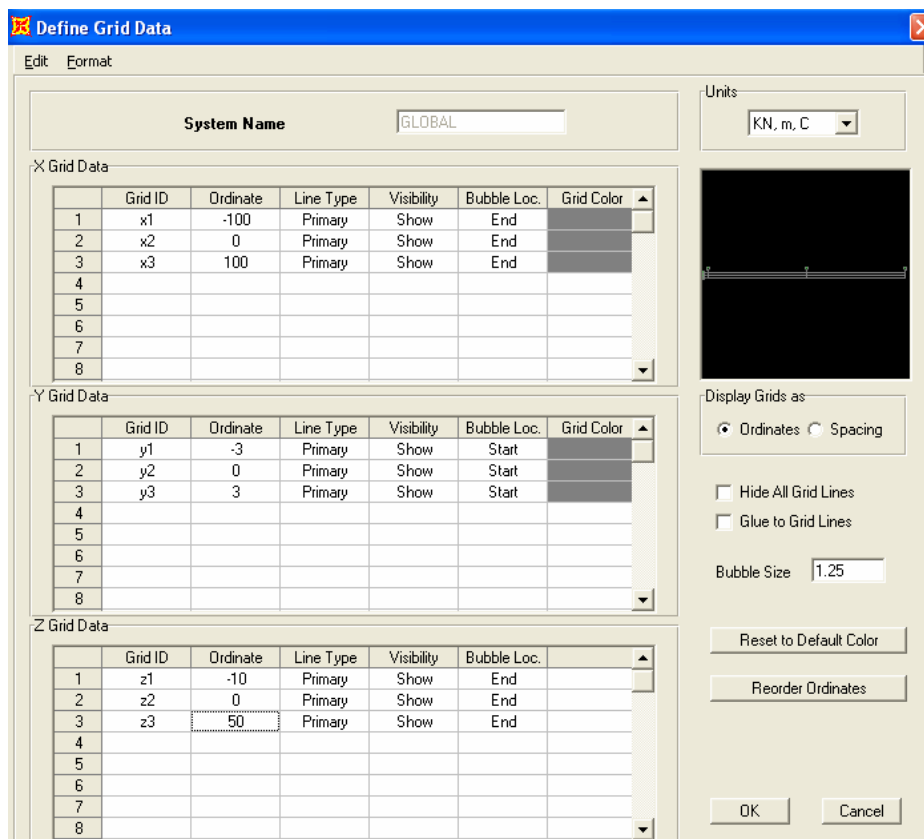 Define Grid Data
Edit Format
System Name GLOBAL
Units
KN, m, C
X Grid Data
Grid ID Ordinate Line Type Visibility Bubble Loc. Grid Color
1 x1 -100 Primary Show End
2 x2 0 Primary Show End
3 x3 100 Primary Show End
4
5
6
7
8
Y Grid Data
Grid ID Ordinate Line Type Visibility Bubble Loc. Grid Color
1 y1 -3 Primary Show Start
2 y2 0 Primary Show Start
3 y3 3 Primary Show Start
4
5
6
7
8
Z Grid Data
Grid ID Ordinate Line Type Visibility Bubble Loc.
1 z1 -10 Primary Show End
2 z2 0 Primary Show End
3 z3 50 Primary Show End
4
5
6
7
8
Display Grids as
Ordinates Spacing
Hide All Grid Lines
Glue to Grid Lines
Bubble Size 1.25
Reset to Default Color
Reorder Ordinates
OK Cancel